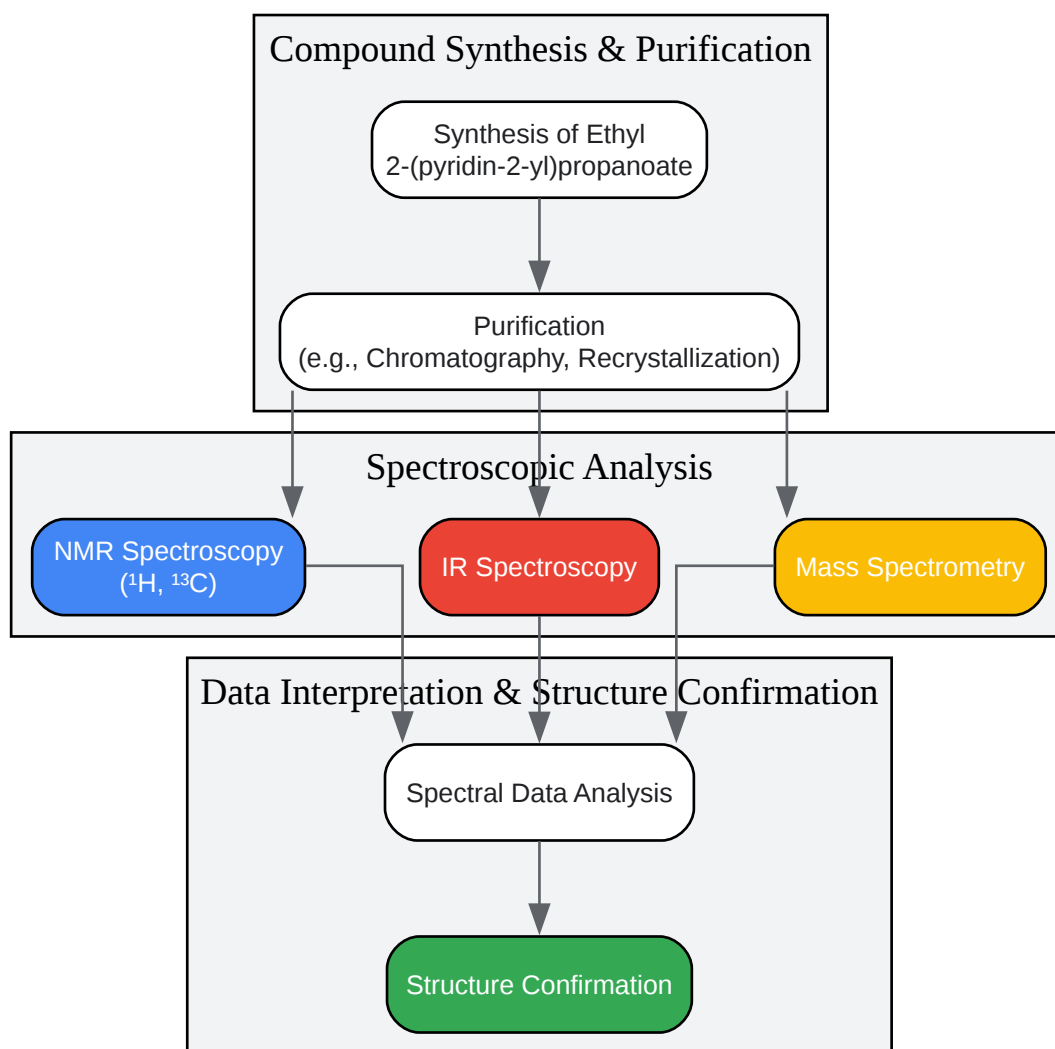 Compound Synthesis & Purification
Synthesis of Ethyl
2-(pyridin-2-yl)propanoate
Purification
(e.g., Chromatography, Recrystallization)
Spectroscopic Analysis
NMR Spectroscopy
(¹H, ¹³C)
IR Spectroscopy
Mass Spectrometry
Data Interpretation & Structure Confirmation
Spectral Data Analysis
Structure Confirmation